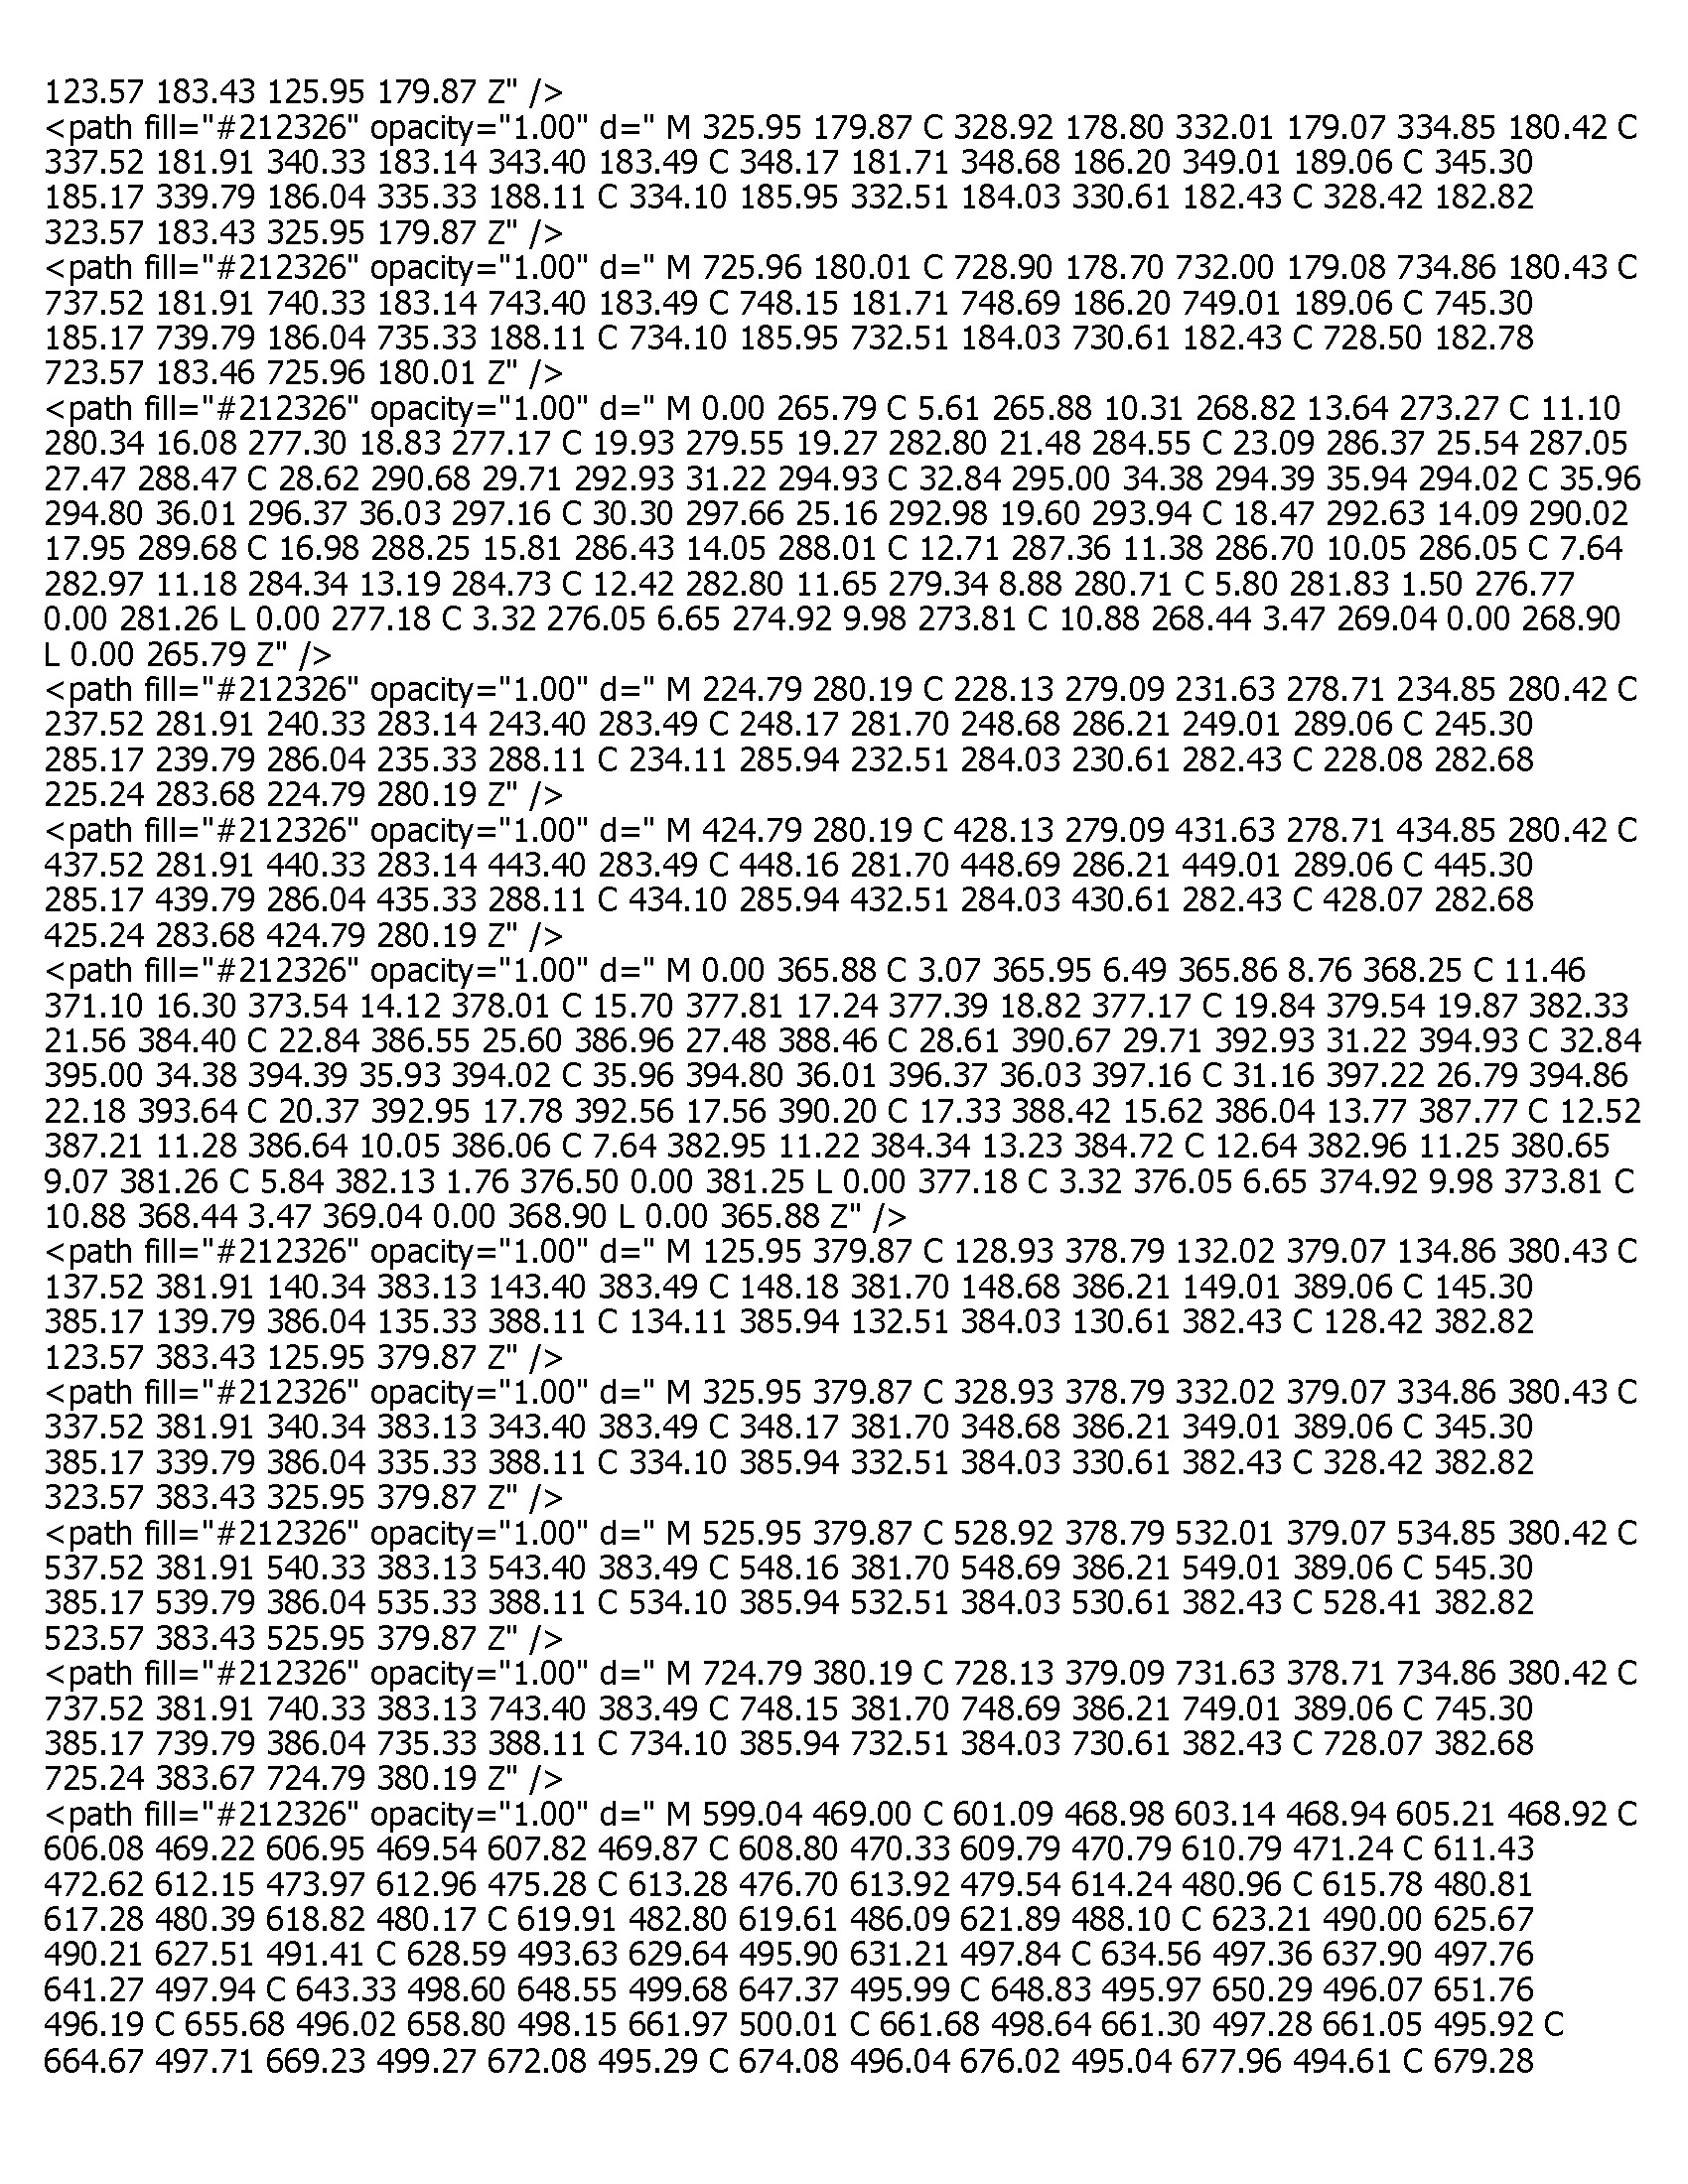 123.57 183.43 125.95 179.87 Z" />
<path fill="#212326" opacity="1.00" d=" M 325.95 179.87 C 328.92 178.80 332.01 179.07 334.85 180.42 C
337.52 181.91 340.33 183.14 343.40 183.49 C 348.17 181.71 348.68 186.20 349.01 189.06 C 345.30
185.17 339.79 186.04 335.33 188.11 C 334.10 185.95 332.51 184.03 330.61 182.43 C 328.42 182.82
323.57 183.43 325.95 179.87 Z" />
<path fill="#212326" opacity="1.00" d=" M 725.96 180.01 C 728.90 178.70 732.00 179.08 734.86 180.43 C
737.52 181.91 740.33 183.14 743.40 183.49 C 748.15 181.71 748.69 186.20 749.01 189.06 C 745.30
185.17 739.79 186.04 735.33 188.11 C 734.10 185.95 732.51 184.03 730.61 182.43 C 728.50 182.78
723.57 183.46 725.96 180.01 Z" />
<path fill="#212326" opacity="1.00" d=" M 0.00 265.79 C 5.61 265.88 10.31 268.82 13.64 273.27 C 11.10
280.34 16.08 277.30 18.83 277.17 C 19.93 279.55 19.27 282.80 21.48 284.55 C 23.09 286.37 25.54 287.05
27.47 288.47 C 28.62 290.68 29.71 292.93 31.22 294.93 C 32.84 295.00 34.38 294.39 35.94 294.02 C 35.96
294.80 36.01 296.37 36.03 297.16 C 30.30 297.66 25.16 292.98 19.60 293.94 C 18.47 292.63 14.09 290.02
17.95 289.68 C 16.98 288.25 15.81 286.43 14.05 288.01 C 12.71 287.36 11.38 286.70 10.05 286.05 C 7.64
282.97 11.18 284.34 13.19 284.73 C 12.42 282.80 11.65 279.34 8.88 280.71 C 5.80 281.83 1.50 276.77
0.00 281.26 L 0.00 277.18 C 3.32 276.05 6.65 274.92 9.98 273.81 C 10.88 268.44 3.47 269.04 0.00 268.90
L 0.00 265.79 Z" />
<path fill="#212326" opacity="1.00" d=" M 224.79 280.19 C 228.13 279.09 231.63 278.71 234.85 280.42 C
237.52 281.91 240.33 283.14 243.40 283.49 C 248.17 281.70 248.68 286.21 249.01 289.06 C 245.30
285.17 239.79 286.04 235.33 288.11 C 234.11 285.94 232.51 284.03 230.61 282.43 C 228.08 282.68
225.24 283.68 224.79 280.19 Z" />
<path fill="#212326" opacity="1.00" d=" M 424.79 280.19 C 428.13 279.09 431.63 278.71 434.85 280.42 C
437.52 281.91 440.33 283.14 443.40 283.49 C 448.16 281.70 448.69 286.21 449.01 289.06 C 445.30
285.17 439.79 286.04 435.33 288.11 C 434.10 285.94 432.51 284.03 430.61 282.43 C 428.07 282.68
425.24 283.68 424.79 280.19 Z" />
<path fill="#212326" opacity="1.00" d=" M 0.00 365.88 C 3.07 365.95 6.49 365.86 8.76 368.25 C 11.46
371.10 16.30 373.54 14.12 378.01 C 15.70 377.81 17.24 377.39 18.82 377.17 C 19.84 379.54 19.87 382.33
21.56 384.40 C 22.84 386.55 25.60 386.96 27.48 388.46 C 28.61 390.67 29.71 392.93 31.22 394.93 C 32.84
395.00 34.38 394.39 35.93 394.02 C 35.96 394.80 36.01 396.37 36.03 397.16 C 31.16 397.22 26.79 394.86
22.18 393.64 C 20.37 392.95 17.78 392.56 17.56 390.20 C 17.33 388.42 15.62 386.04 13.77 387.77 C 12.52
387.21 11.28 386.64 10.05 386.06 C 7.64 382.95 11.22 384.34 13.23 384.72 C 12.64 382.96 11.25 380.65
9.07 381.26 C 5.84 382.13 1.76 376.50 0.00 381.25 L 0.00 377.18 C 3.32 376.05 6.65 374.92 9.98 373.81 C
10.88 368.44 3.47 369.04 0.00 368.90 L 0.00 365.88 Z" />
<path fill="#212326" opacity="1.00" d=" M 125.95 379.87 C 128.93 378.79 132.02 379.07 134.86 380.43 C
137.52 381.91 140.34 383.13 143.40 383.49 C 148.18 381.70 148.68 386.21 149.01 389.06 C 145.30
385.17 139.79 386.04 135.33 388.11 C 134.11 385.94 132.51 384.03 130.61 382.43 C 128.42 382.82
123.57 383.43 125.95 379.87 Z" />
<path fill="#212326" opacity="1.00" d=" M 325.95 379.87 C 328.93 378.79 332.02 379.07 334.86 380.43 C
337.52 381.91 340.34 383.13 343.40 383.49 C 348.17 381.70 348.68 386.21 349.01 389.06 C 345.30
385.17 339.79 386.04 335.33 388.11 C 334.10 385.94 332.51 384.03 330.61 382.43 C 328.42 382.82
323.57 383.43 325.95 379.87 Z" />
<path fill="#212326" opacity="1.00" d=" M 525.95 379.87 C 528.92 378.79 532.01 379.07 534.85 380.42 C
537.52 381.91 540.33 383.13 543.40 383.49 C 548.16 381.70 548.69 386.21 549.01 389.06 C 545.30
385.17 539.79 386.04 535.33 388.11 C 534.10 385.94 532.51 384.03 530.61 382.43 C 528.41 382.82
523.57 383.43 525.95 379.87 Z" />
<path fill="#212326" opacity="1.00" d=" M 724.79 380.19 C 728.13 379.09 731.63 378.71 734.86 380.42 C
737.52 381.91 740.33 383.13 743.40 383.49 C 748.15 381.70 748.69 386.21 749.01 389.06 C 745.30
385.17 739.79 386.04 735.33 388.11 C 734.10 385.94 732.51 384.03 730.61 382.43 C 728.07 382.68
725.24 383.67 724.79 380.19 Z" />
<path fill="#212326" opacity="1.00" d=" M 599.04 469.00 C 601.09 468.98 603.14 468.94 605.21 468.92 C
606.08 469.22 606.95 469.54 607.82 469.87 C 608.80 470.33 609.79 470.79 610.79 471.24 C 611.43
472.62 612.15 473.97 612.96 475.28 C 613.28 476.70 613.92 479.54 614.24 480.96 C 615.78 480.81
617.28 480.39 618.82 480.17 C 619.91 482.80 619.61 486.09 621.89 488.10 C 623.21 490.00 625.67
490.21 627.51 491.41 C 628.59 493.63 629.64 495.90 631.21 497.84 C 634.56 497.36 637.90 497.76
641.27 497.94 C 643.33 498.60 648.55 499.68 647.37 495.99 C 648.83 495.97 650.29 496.07 651.76
496.19 C 655.68 496.02 658.80 498.15 661.97 500.01 C 661.68 498.64 661.30 497.28 661.05 495.92 C
664.67 497.71 669.23 499.27 672.08 495.29 C 674.08 496.04 676.02 495.04 677.96 494.61 C 679.28